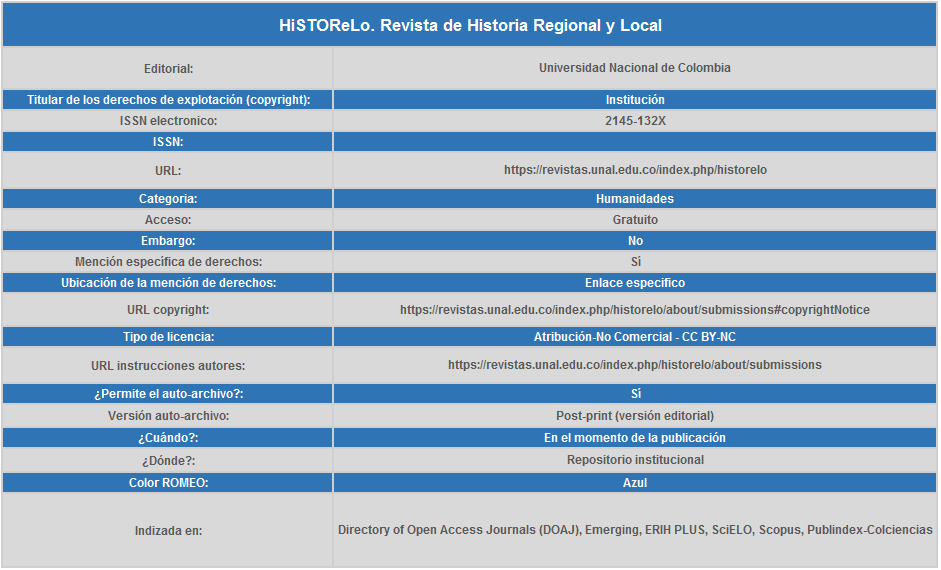 HiSTOReLo. Revista de Historia Regional y Local
Editorial: Universidad Nacional de Colombia
Titular de los derechos de explotación (copyright): Institución
ISSN electronico: 2145-132X
ISSN:
URL: https://revistas.unal.edu.co/index.php/historelo
Categoria: Humanidades
Acceso: Gratuito
Embargo: No
Mención especifica de derechos: Si
Ubicación de la mención de derechos: Enlace especifico
URL copyright: https://revistas.unal.edu.co/index.php/historelo/about/submissions#copyrightNotice
Tipo de licencia: Atribución-No Comercial - CC BY-NC
URL instrucciones autores: https://revistas.unal.edu.co/index.php/historelo/about/submissions
¿Permite el auto-archivo?: Si
Versión auto-archivo: Post-print (versión editorial)
¿Cuándo?: En el momento de la publicación
¿Dónde?: Repositorio institucional
Color ROMEO: Azul
Indizada en: Directory of Open Access Journals (DOAJ), Emerging, ERIH PLUS, SciELO, Scopus, Publindex-Colciencias